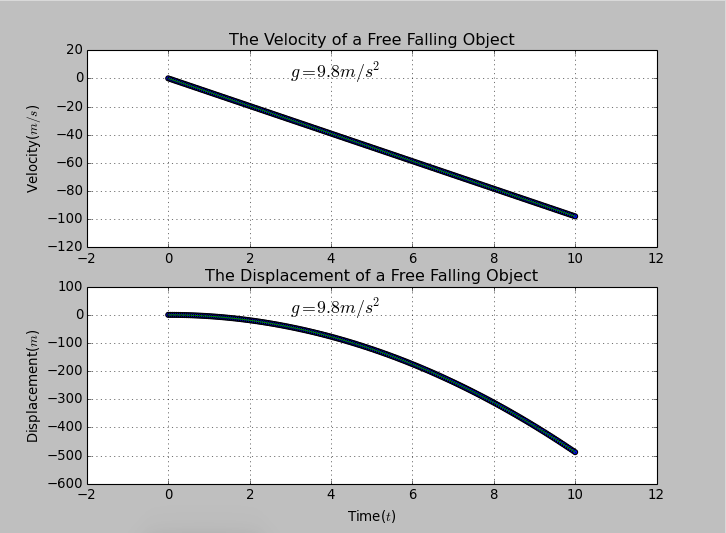 The Velocity of a Free Falling Object
g=9.8m/s²
Velocity(m/s)
20
0
−20
−40
−60
−80
−100
−120
−2 0 2 4 6 8 10 12
The Displacement of a Free Falling Object
g=9.8m/s²
Displacement(m)
100
0
−100
−200
−300
−400
−500
−600
−2 0 2 4 6 8 10 12
Time(t)